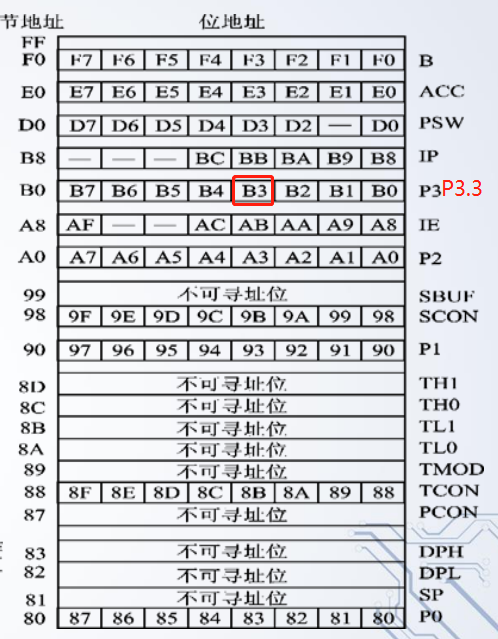 节地址 位地址
FF
F0 F7 F6 F5 F4 F3 F2 F1 F0 B
E0 E7 E6 E5 E4 E3 E2 E1 E0 ACC
D0 D7 D6 D5 D4 D3 D2 — D0 PSW
B8 — — — BC BB BA B9 B8 IP
B0 B7 B6 B5 B4 B3 B2 B1 B0 P3 P3.3
A8 AF — — AC AB AA A9 A8 IE
A0 A7 A6 A5 A4 A3 A2 A1 A0 P2
99 不可寻址位 SBUF
98 9F 9E 9D 9C 9B 9A 99 98 SCON
90 97 96 95 94 93 92 91 90 P1
8D 不可寻址位 TH1
8C 不可寻址位 TH0
8B 不可寻址位 TL1
8A 不可寻址位 TL0
89 不可寻址位 TMOD
88 8F 8E 8D 8C 8B 8A 89 88 TCON
87 不可寻址位 PCON
83 不可寻址位 DPH
82 不可寻址位 DPL
81 不可寻址位 SP
80 87 86 85 84 83 82 81 80 P0